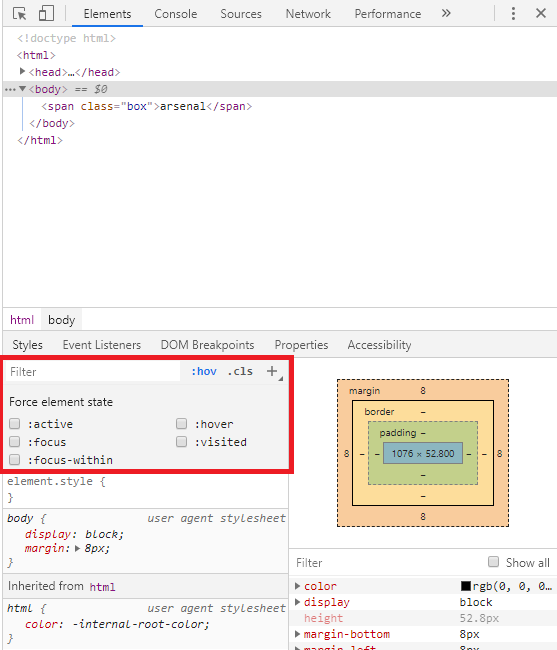 Elements Console Sources Network Performance »
<!doctype html>
<html>
<head>…</head>
<body> == $0
<span class="box">arsenal</span>
</body>
</html>
html body
Styles Event Listeners DOM Breakpoints Properties Accessibility
Filter :hov .cls +
Force element state
:active :hover
:focus :visited
:focus-within
element.style {
}
body { user agent stylesheet
display: block;
margin: 8px;
}
Inherited from html
html { user agent stylesheet
color: -internal-root-color;
}
margin 8
border –
padding –
8 – – 1076 × 52.800 – – 8
–
–
8
Filter Show all
color rgb(0, 0, 0…
display block
height 52.8px
margin-bottom 8px
margin-left 8px